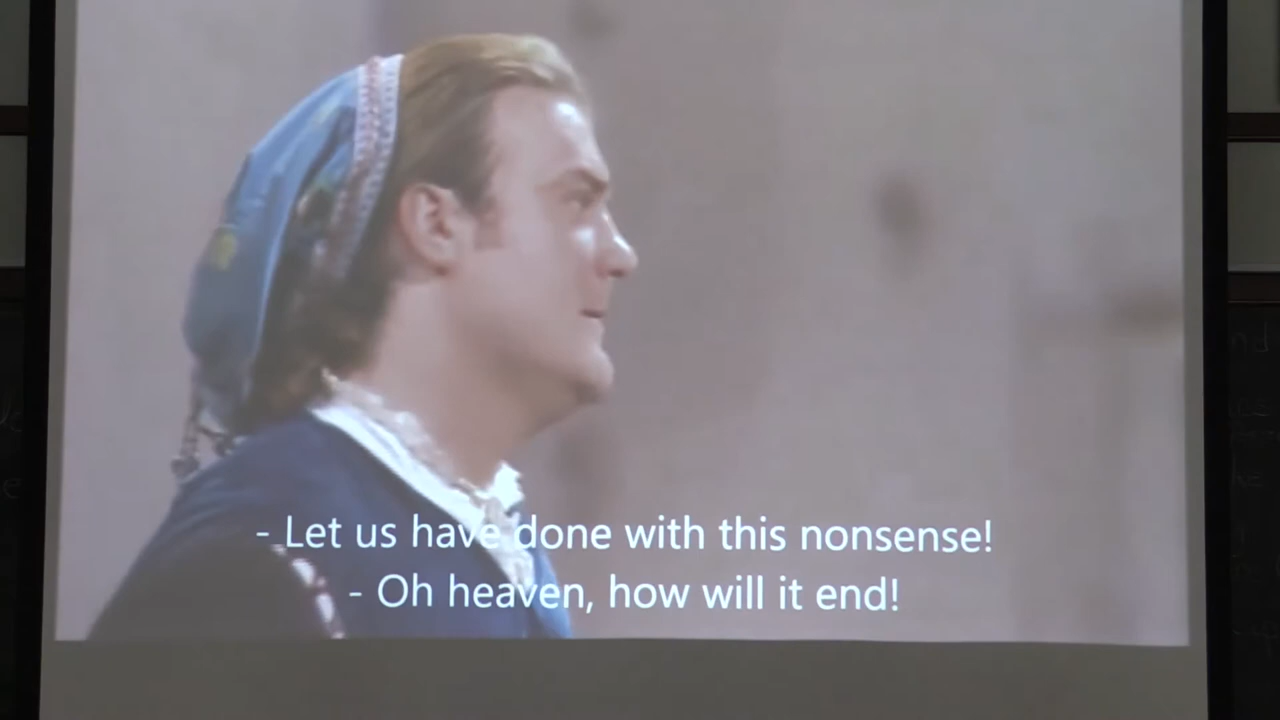 - Let us have done with this nonsense!
- Oh heaven, how will it end!